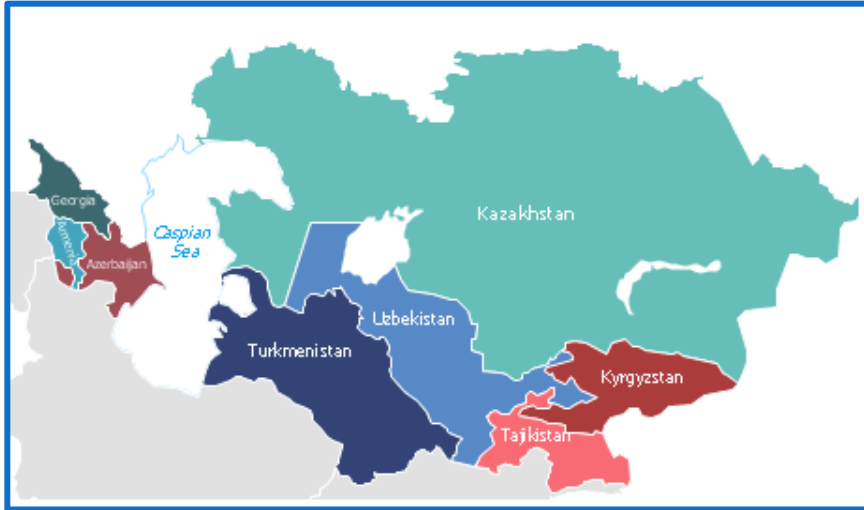 Georgia
Armenia
Azerbaijan
Caspian
Sea
Kazakhstan
Uzbekistan
Turkmenistan
Kyrgyzstan
Tajikistan